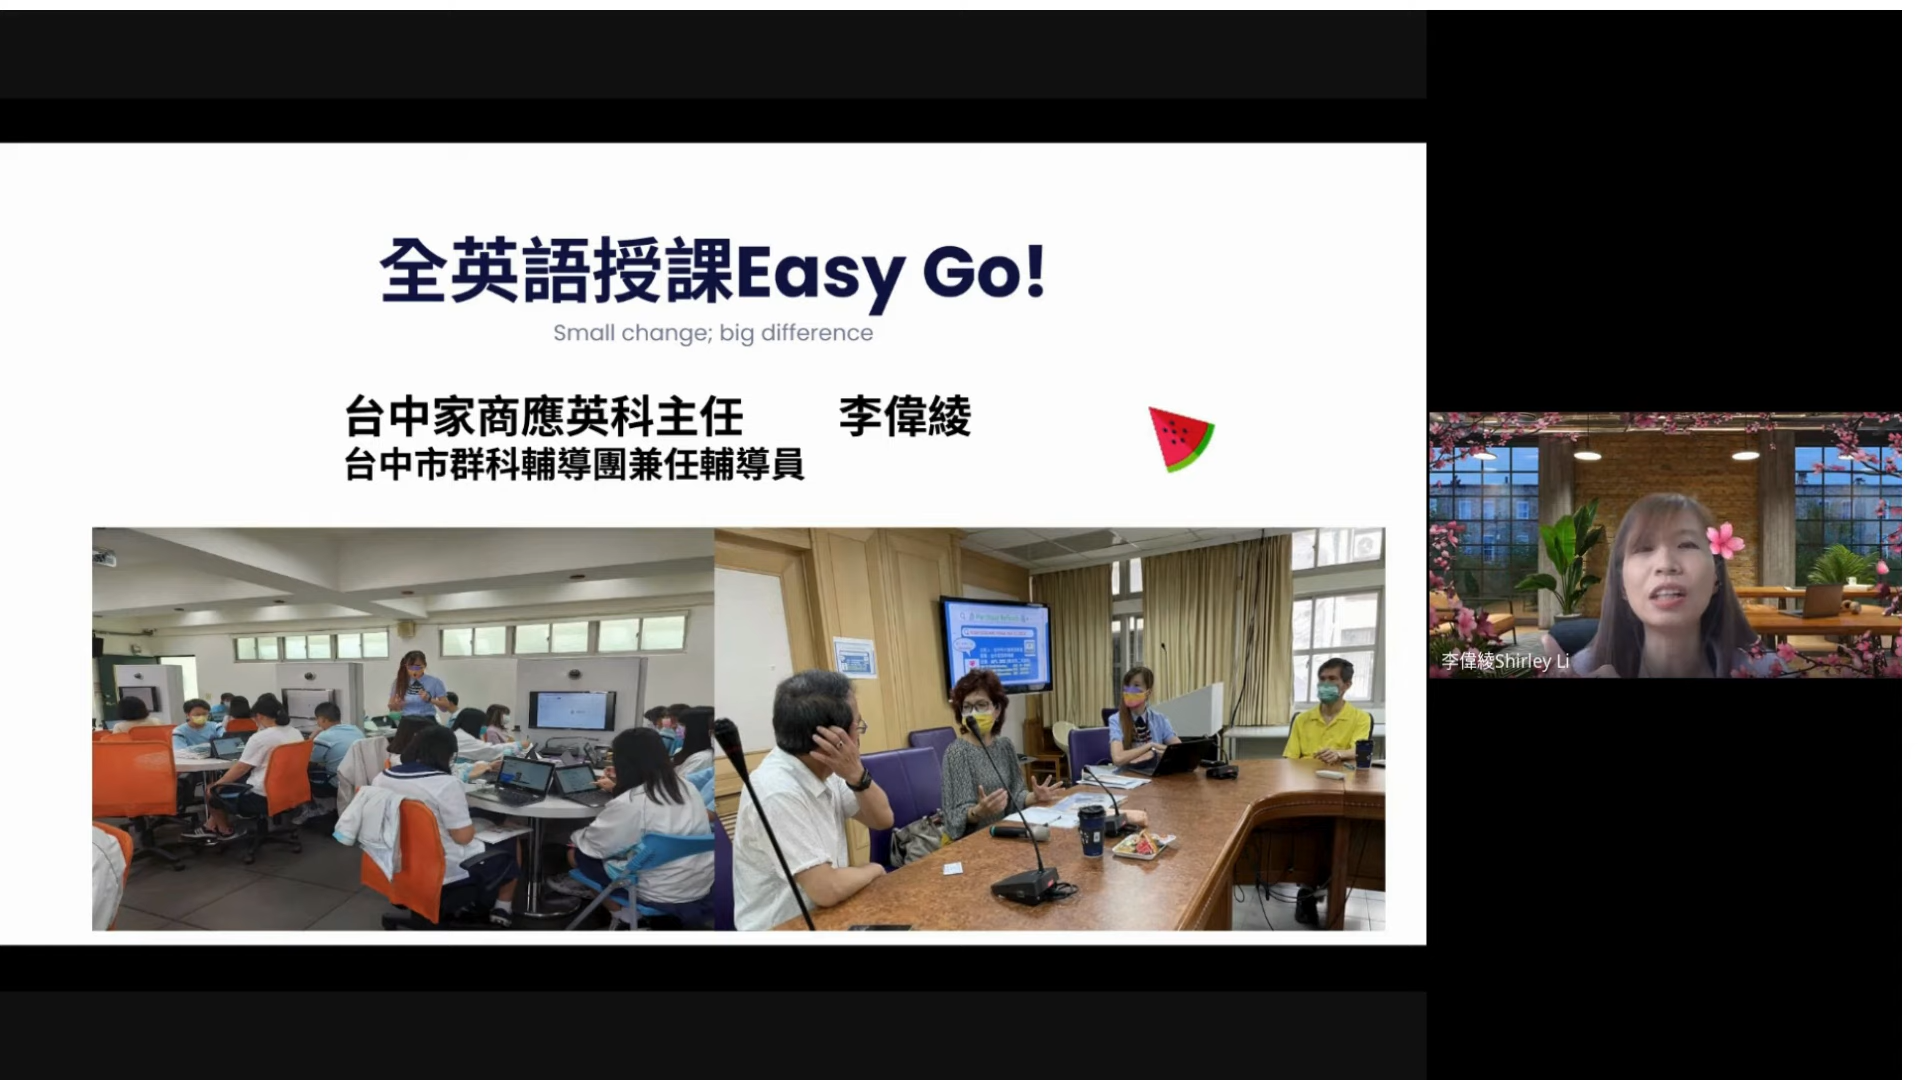 全英語授課Easy Go!
Small change; big difference
台中家商應英科主任 李偉綾
台中市群科輔導團兼任輔導員
李偉綾Shirley Li